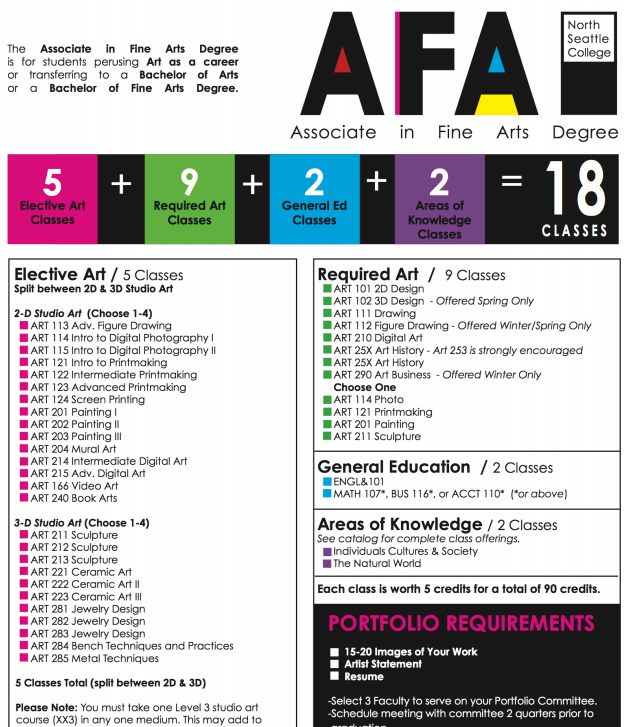 The Associate in Fine Arts Degree
is for students perusing Art as a career
or transferring to a Bachelor of Arts
or a Bachelor of Fine Arts Degree.
AFA
North
Seattle
College
Associate in Fine Arts Degree
5
Elective Art
Classes
+
9
Required Art
Classes
+
2
General Ed
Classes
+
2
Areas of
Knowledge
Classes
=
18
CLASSES
Elective Art / 5 Classes
Split between 2D & 3D Studio Art
2-D Studio Art (Choose 1-4)
ART 113 Adv. Figure Drawing
ART 114 Intro to Digital Photography I
ART 115 Intro to Digital Photography II
ART 121 Intro to Printmaking
ART 122 Intermediate Printmaking
ART 123 Advanced Printmaking
ART 124 Screen Printing
ART 201 Painting I
ART 202 Painting II
ART 203 Painting III
ART 204 Mural Art
ART 214 Intermediate Digital Art
ART 215 Adv. Digital Art
ART 166 Video Art
ART 240 Book Arts
3-D Studio Art (Choose 1-4)
ART 211 Sculpture
ART 212 Sculpture
ART 213 Sculpture
ART 221 Ceramic Art
ART 222 Ceramic Art II
ART 223 Ceramic Art III
ART 281 Jewelry Design
ART 282 Jewelry Design
ART 283 Jewelry Design
ART 284 Bench Techniques and Practices
ART 285 Metal Techniques
5 Classes Total (split between 2D & 3D)
Please Note: You must take one Level 3 studio art
course (XX3) in any one medium. This may add to
Required Art / 9 Classes
ART 101 2D Design
ART 102 3D Design - Offered Spring Only
ART 111 Drawing
ART 112 Figure Drawing - Offered Winter/Spring Only
ART 210 Digital Art
ART 25X Art History - Art 253 is strongly encouraged
ART 25X Art History
ART 290 Art Business - Offered Winter Only
Choose One
ART 114 Photo
ART 121 Printmaking
ART 201 Painting
ART 211 Sculpture
General Education / 2 Classes
ENGL&101
MATH 107*, BUS 116*, or ACCT 110* (*or above)
Areas of Knowledge / 2 Classes
See catalog for complete class offerings.
Individuals Cultures & Society
The Natural World
Each class is worth 5 credits for a total of 90 credits.
PORTFOLIO REQUIREMENTS
15-20 Images of Your Work
Artist Statement
Resume
-Select 3 Faculty to serve on your Portfolio Committee.
-Schedule meeting with committee 2 quarters prior to